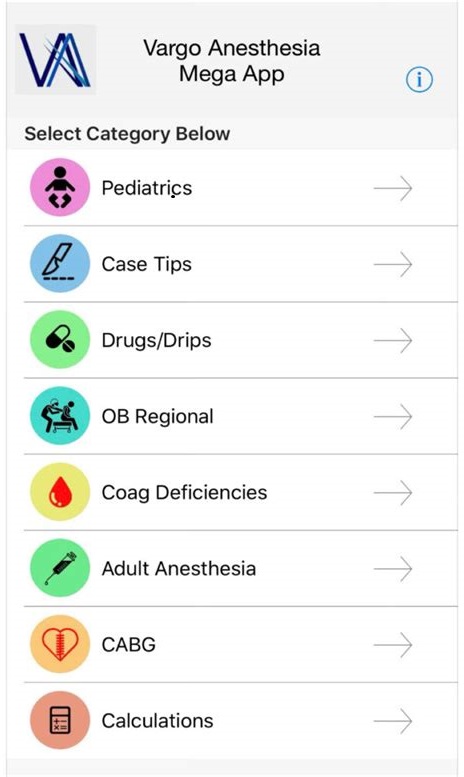 VA
Vargo Anesthesia
Mega App
i
Select Category Below
Pediatrics
Case Tips
Drugs/Drips
OB Regional
Coag Deficiencies
Adult Anesthesia
CABG
Calculations